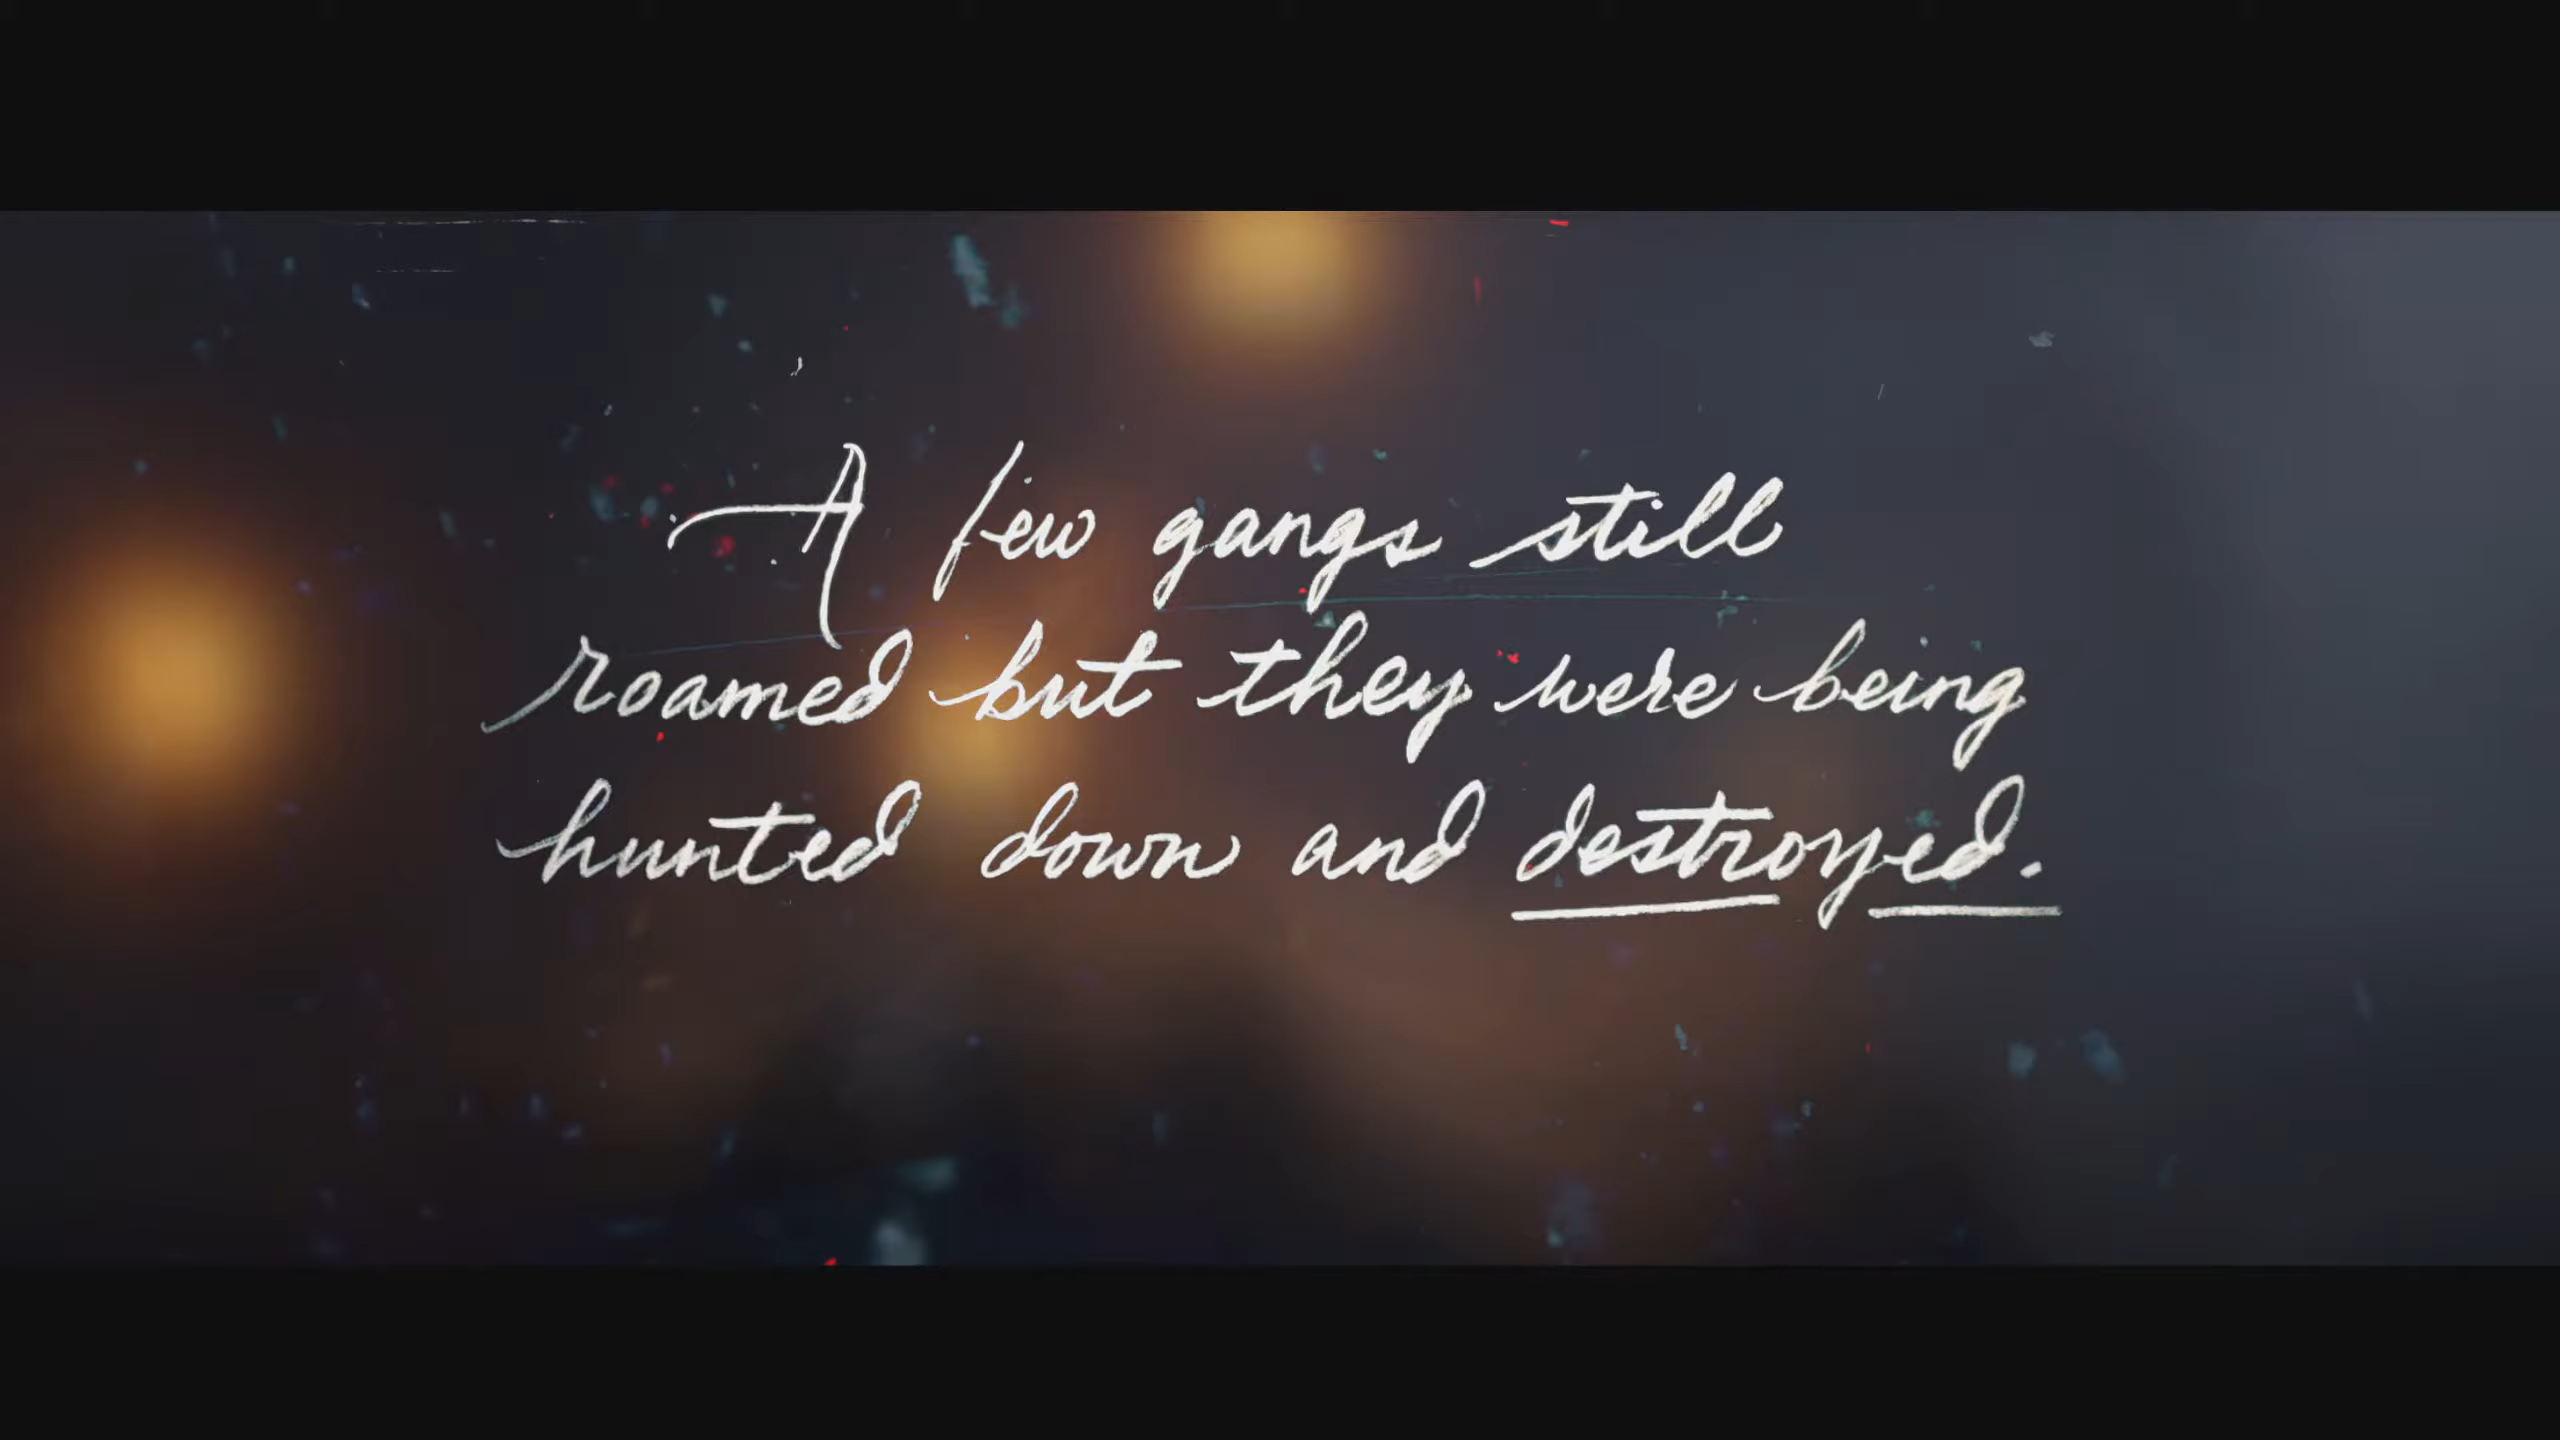 A few gangs still
roamed but they were being
hunted down and destroyed.